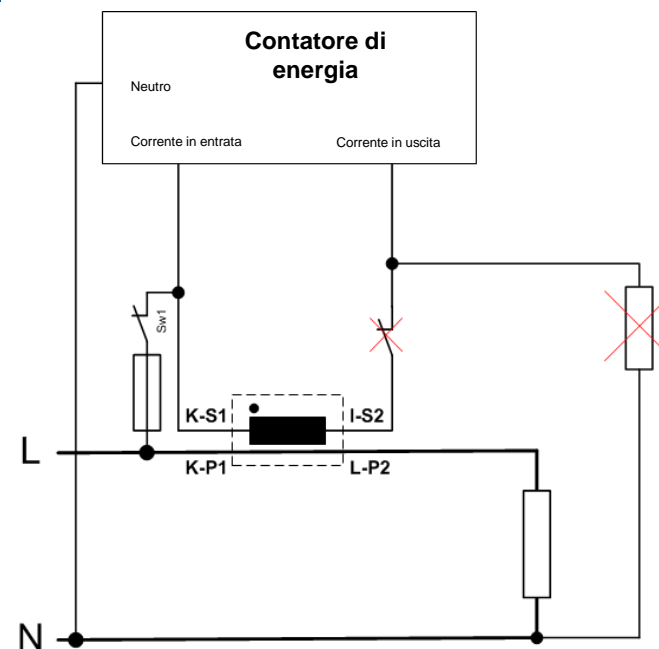 Contatore di
energia
Neutro
Corrente in entrata
Corrente in uscita
Sw1
K-S1
l-S2
L
K-P1
L-P2
N